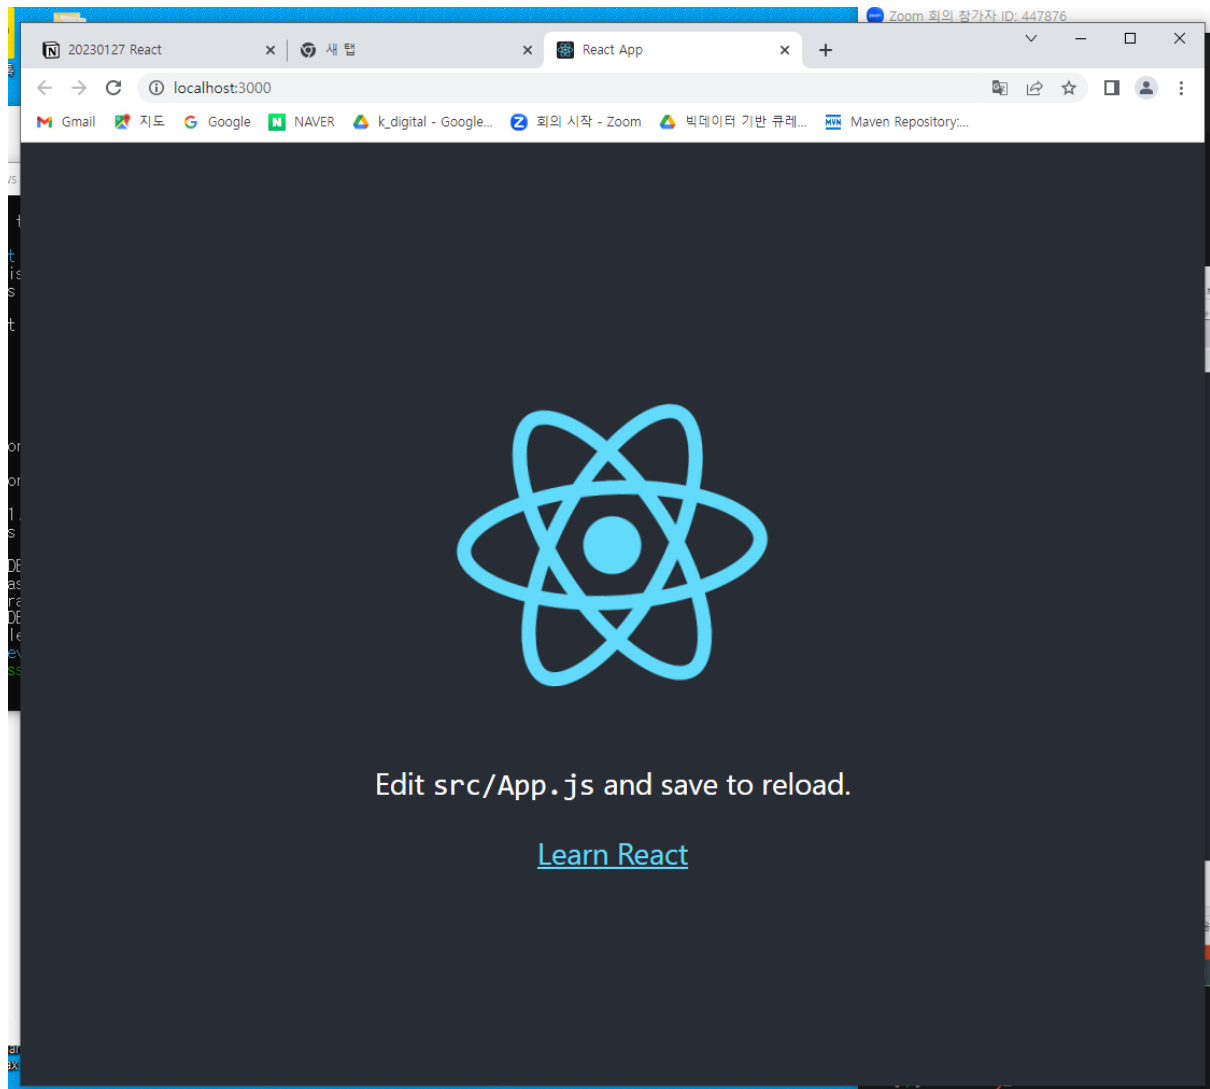 Zoom 회의 참가자 ID: 447876
20230127 React
새 탭
React App
localhost:3000
Gmail
지도
Google
NAVER
k_digital - Google...
회의 시작 - Zoom
빅데이터 기반 큐레...
Maven Repository:...
Edit src/App.js and save to reload.
Learn React